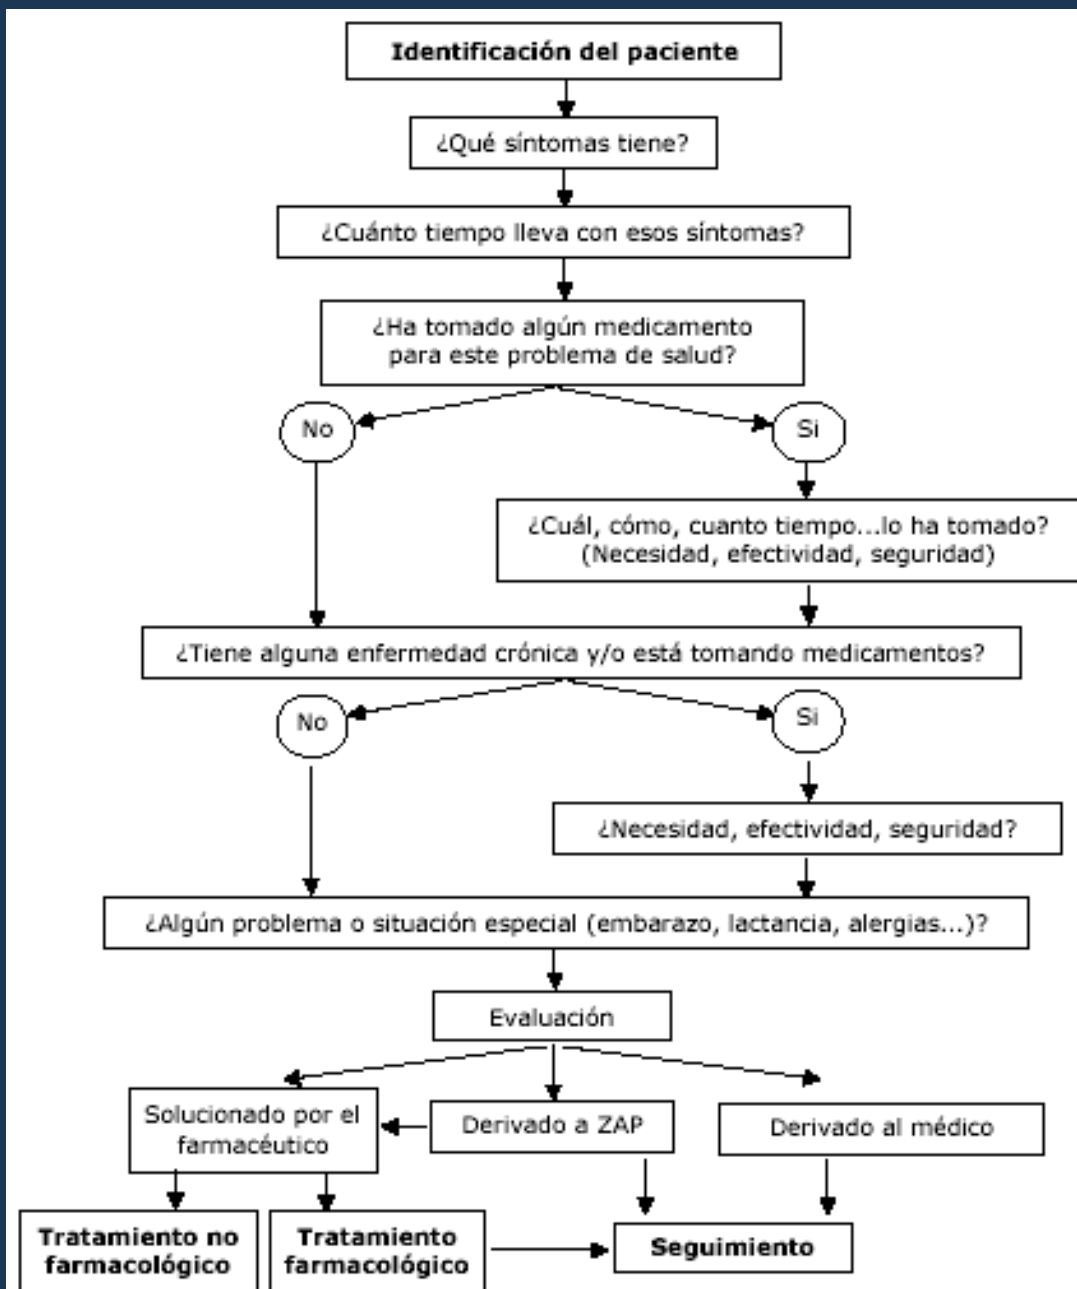 Identificación del paciente
¿Qué síntomas tiene?
¿Cuánto tiempo lleva con esos síntomas?
¿Ha tomado algún medicamento
para este problema de salud?
No
Si
¿Cuál, cómo, cuanto tiempo...lo ha tomado?
(Necesidad, efectividad, seguridad)
¿Tiene alguna enfermedad crónica y/o está tomando medicamentos?
No
Si
¿Necesidad, efectividad, seguridad?
¿Algún problema o situación especial (embarazo, lactancia, alergias...)?
Evaluación
Solucionado por el
farmacéutico
Derivado a ZAP
Derivado al médico
Tratamiento no
farmacológico
Tratamiento
farmacológico
Seguimiento